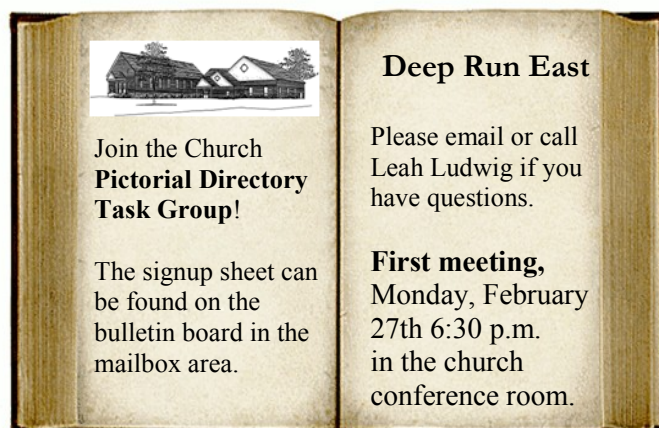 Join the Church
Pictorial Directory
Task Group!
The signup sheet can
be found on the
bulletin board in the
mailbox area.
Deep Run East
Please email or call
Leah Ludwig if you
have questions.
First meeting,
Monday, February
27th 6:30 p.m.
in the church
conference room.